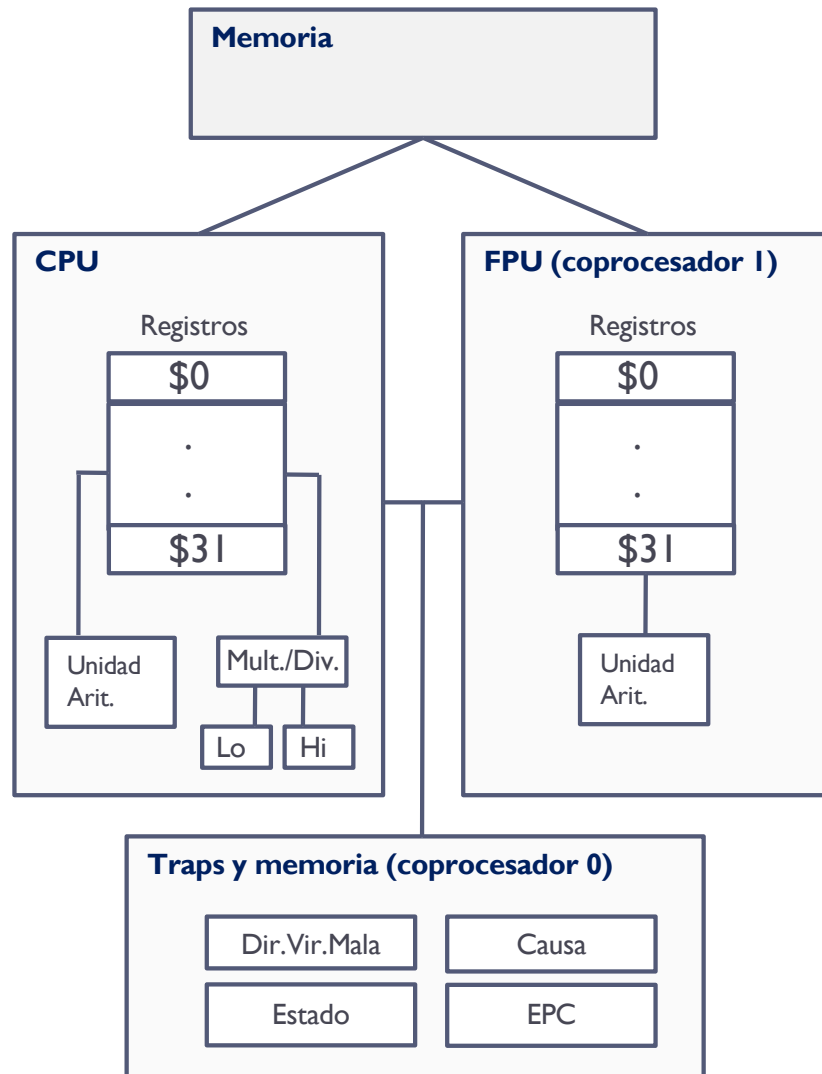 Memoria
CPU
Registros
$0
.
.
$31
Unidad
Arit.
Mult./Div.
Lo
Hi
FPU (coprocesador 1)
Registros
$0
.
.
$31
Unidad
Arit.
Traps y memoria (coprocesador 0)
Dir.Vir.Mala
Causa
Estado
EPC